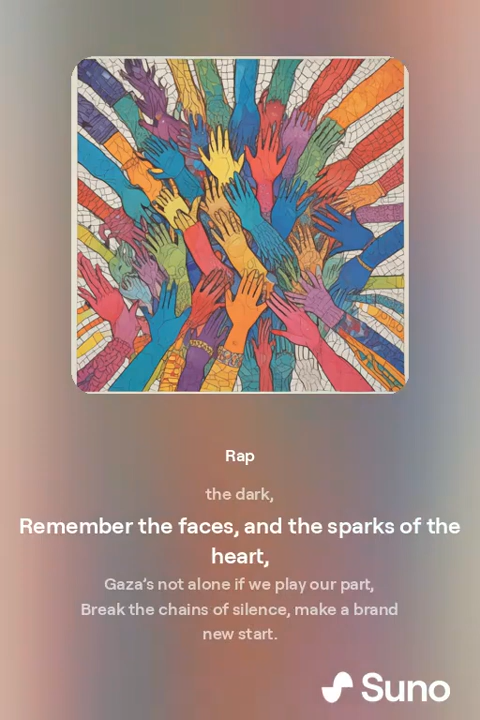 Rap
the dark,
Remember the faces, and the sparks of the
heart,
Gaza's not alone if we play our part,
Break the chains of silence, make a brand
new start.
Suno